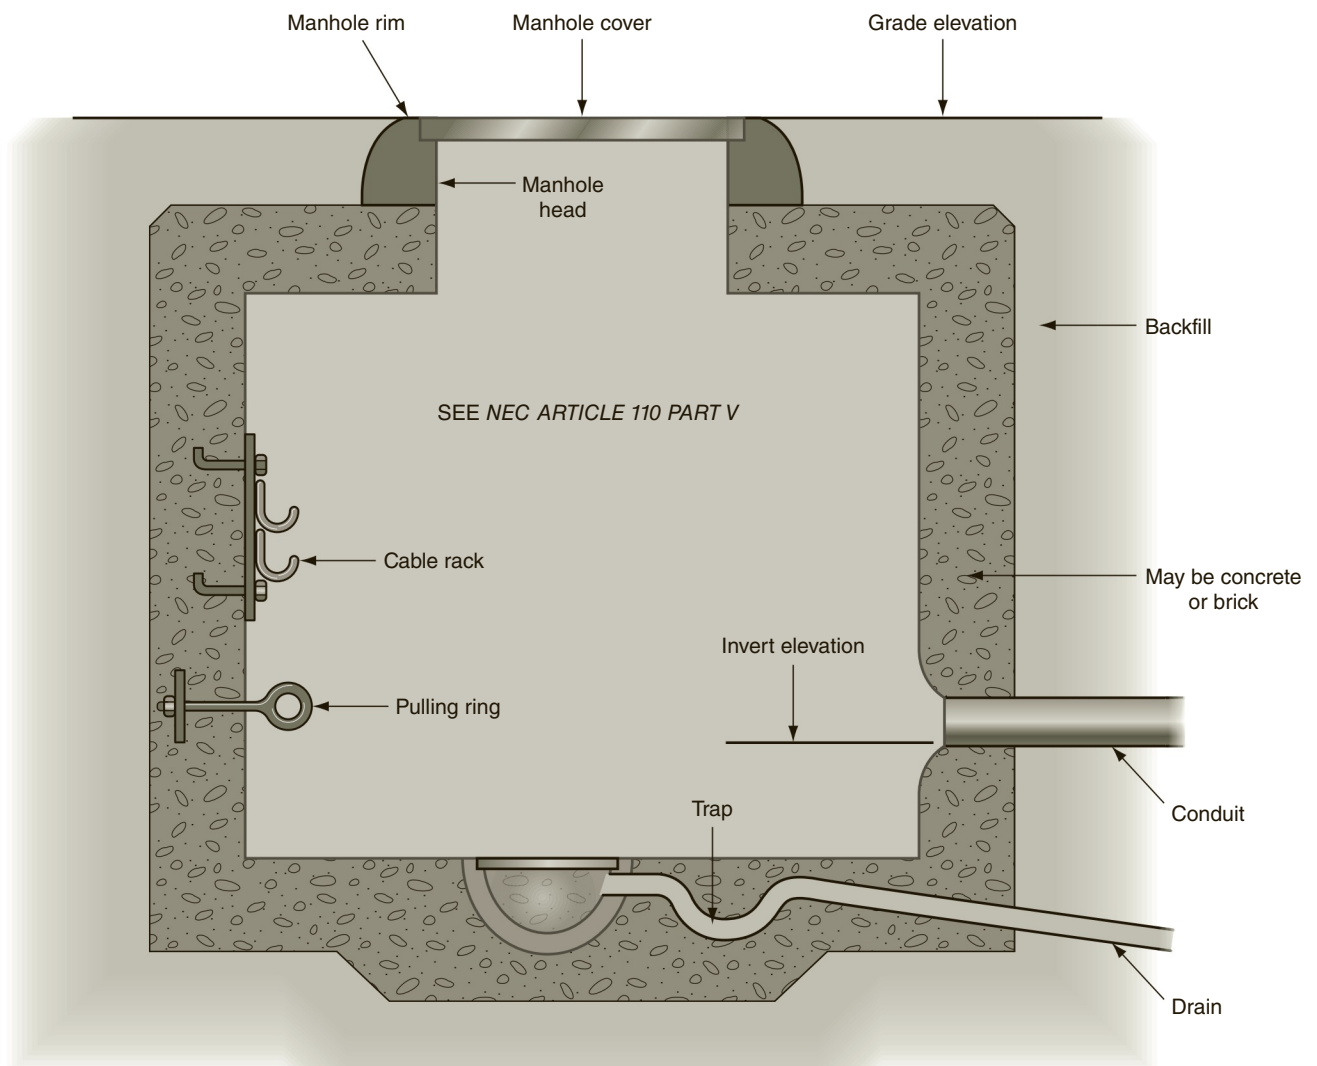 Manhole rim
Manhole cover
Grade elevation
Manhole
head
Backfill
SEE NEC ARTICLE 110 PART V
Cable rack
May be concrete
or brick
Invert elevation
Pulling ring
Trap
Conduit
Drain